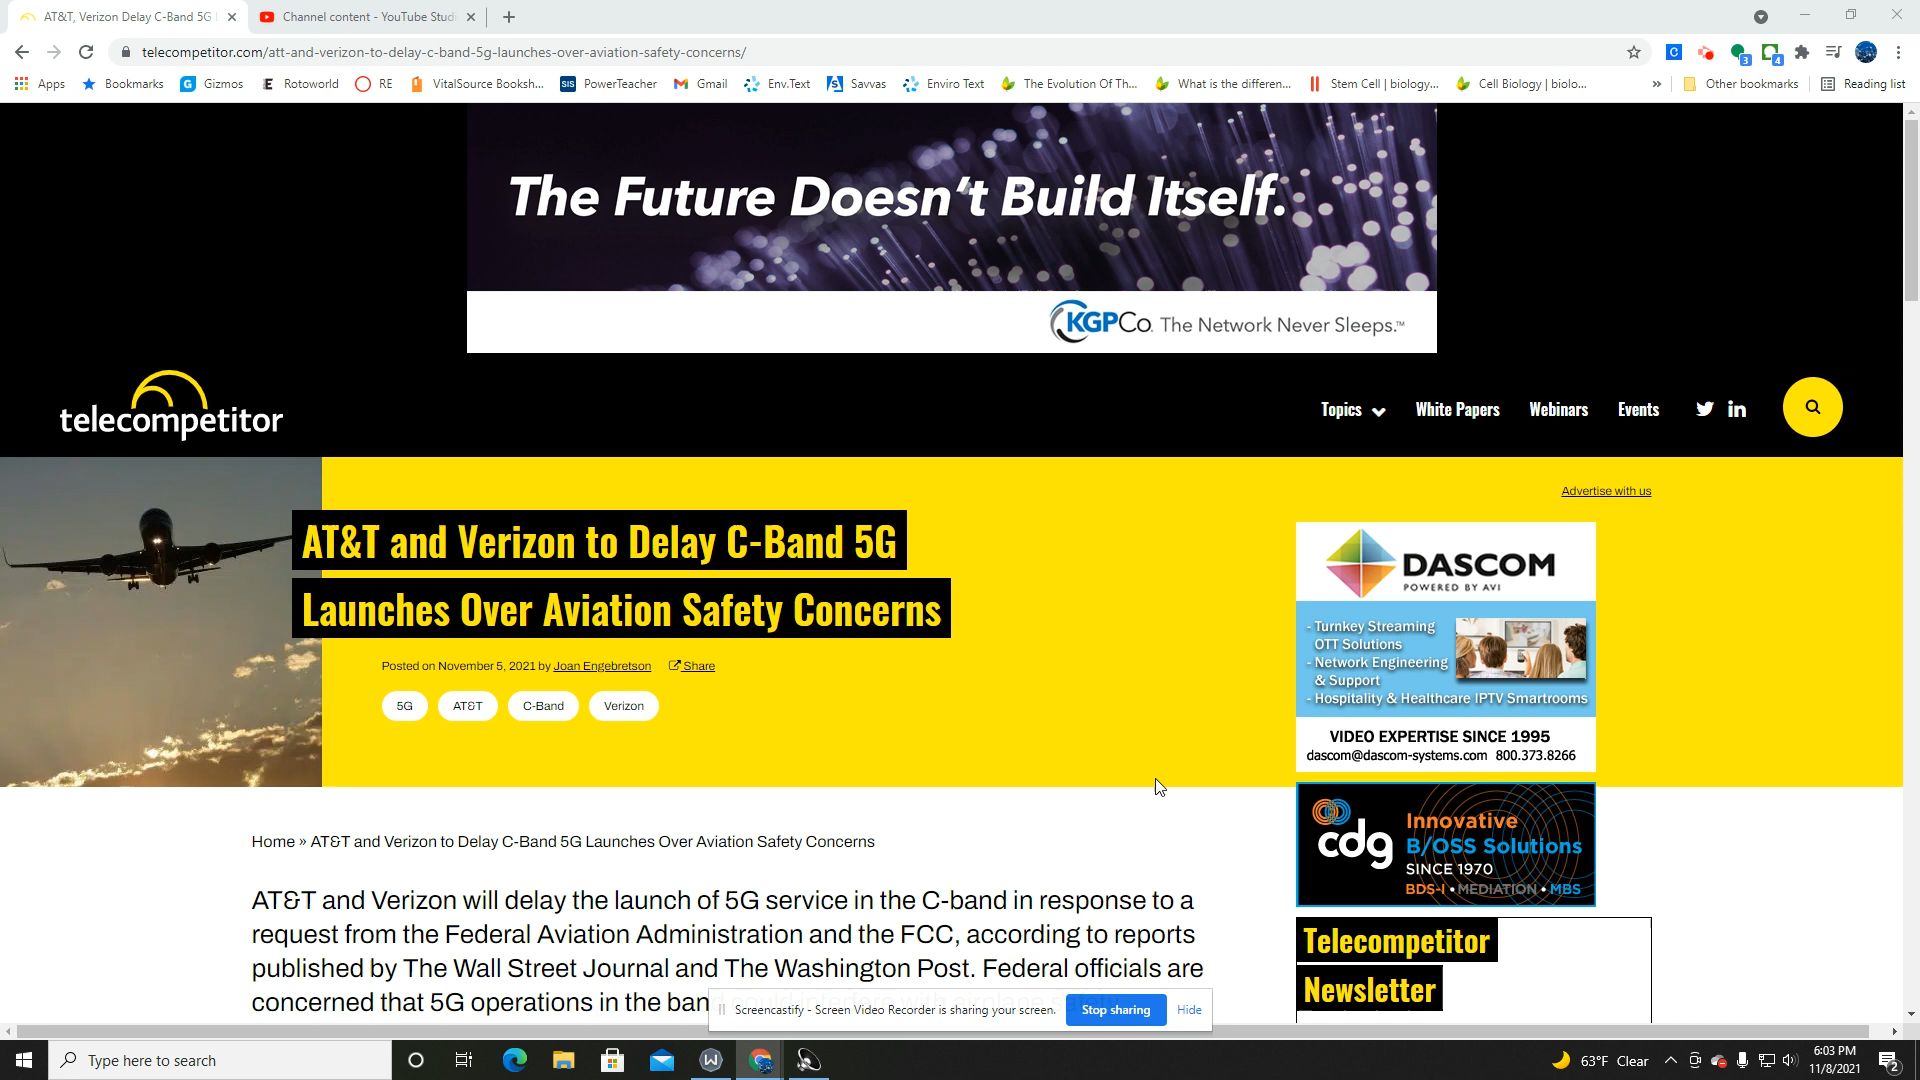 AT&T, Verizon Delay C-Band 5G
Channel content - YouTube Studi
telecompetitor.com/att-and-verizon-to-delay-c-band-5g-launches-over-aviation-safety-concerns/
Apps
Bookmarks
Gizmos
Rotoworld
RE
VitalSource Booksh...
SIS
PowerTeacher
Gmail
Env.Text
Savvas
Enviro Text
The Evolution Of Th...
What is the differen...
Stem Cell | biology...
Cell Biology | biolo...
»
Other bookmarks
Reading list
The Future Doesn't Build Itself.
KGPCo. The Network Never Sleeps.™
telecompetitor
Topics
White Papers
Webinars
Events
Advertise with us
AT&T and Verizon to Delay C-Band 5G
Launches Over Aviation Safety Concerns
Posted on November 5, 2021 by Joan Engebretson
Share
5G
AT&T
C-Band
Verizon
DASCOM
POWERED BY AVI
- Turnkey Streaming
OTT Solutions
- Network Engineering
& Support
- Hospitality & Healthcare IPTV Smartrooms
VIDEO EXPERTISE SINCE 1995
dascom@dascom-systems.com 800.373.8266
cdg
Innovative
B/OSS Solutions
SINCE 1970
BDS-I • MEDIATION • MBS
Home » AT&T and Verizon to Delay C-Band 5G Launches Over Aviation Safety Concerns
AT&T and Verizon will delay the launch of 5G service in the C-band in response to a
request from the Federal Aviation Administration and the FCC, according to reports
published by The Wall Street Journal and The Washington Post. Federal officials are
concerned that 5G operations in the band could interfere with airplane safety
Telecompetitor
Newsletter
Screencastify - Screen Video Recorder is sharing your screen.
Stop sharing
Hide
Type here to search
63°F Clear
6:03 PM
11/8/2021
2